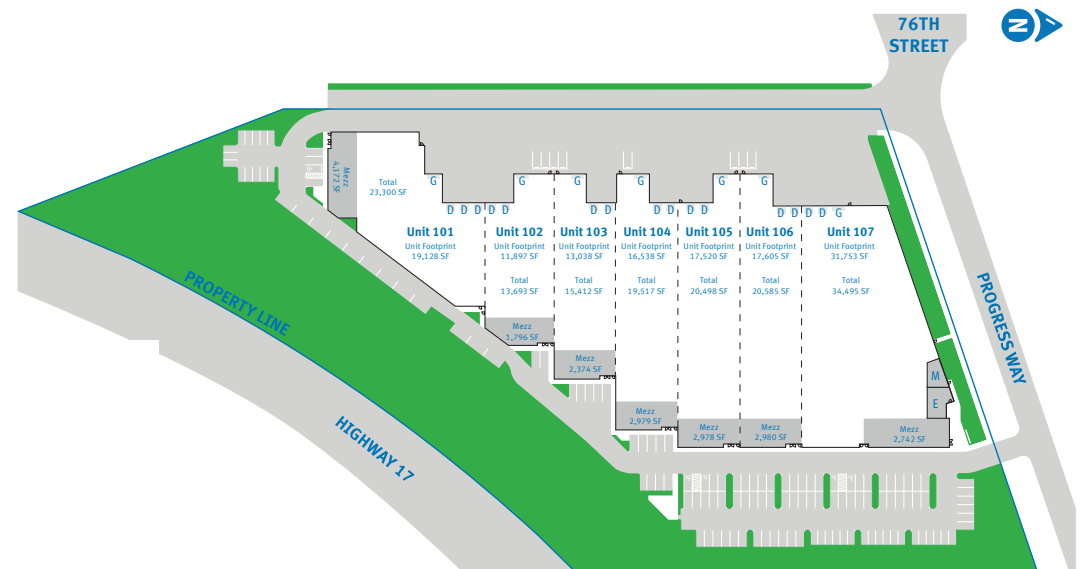 76TH
STREET
N
Mezz
4,172 SF
Total
23,300 SF
G
G
G
G
G
G
D D D
D D
D D
D D
D D
D D
D D
G
Unit 101
Unit Footprint
19,128 SF
Unit 102
Unit Footprint
11,897 SF
Total
13,693 SF
Unit 103
Unit Footprint
13,038 SF
Total
15,412 SF
Unit 104
Unit Footprint
16,538 SF
Total
19,517 SF
Unit 105
Unit Footprint
17,520 SF
Total
20,498 SF
Unit 106
Unit Footprint
17,605 SF
Total
20,585 SF
Unit 107
Unit Footprint
31,753 SF
Total
34,495 SF
Mezz
1,796 SF
Mezz
2,374 SF
Mezz
2,979 SF
Mezz
2,978 SF
Mezz
2,980 SF
Mezz
2,742 SF
M
E
PROPERTY LINE
HIGHWAY 17
PROGRESS WAY